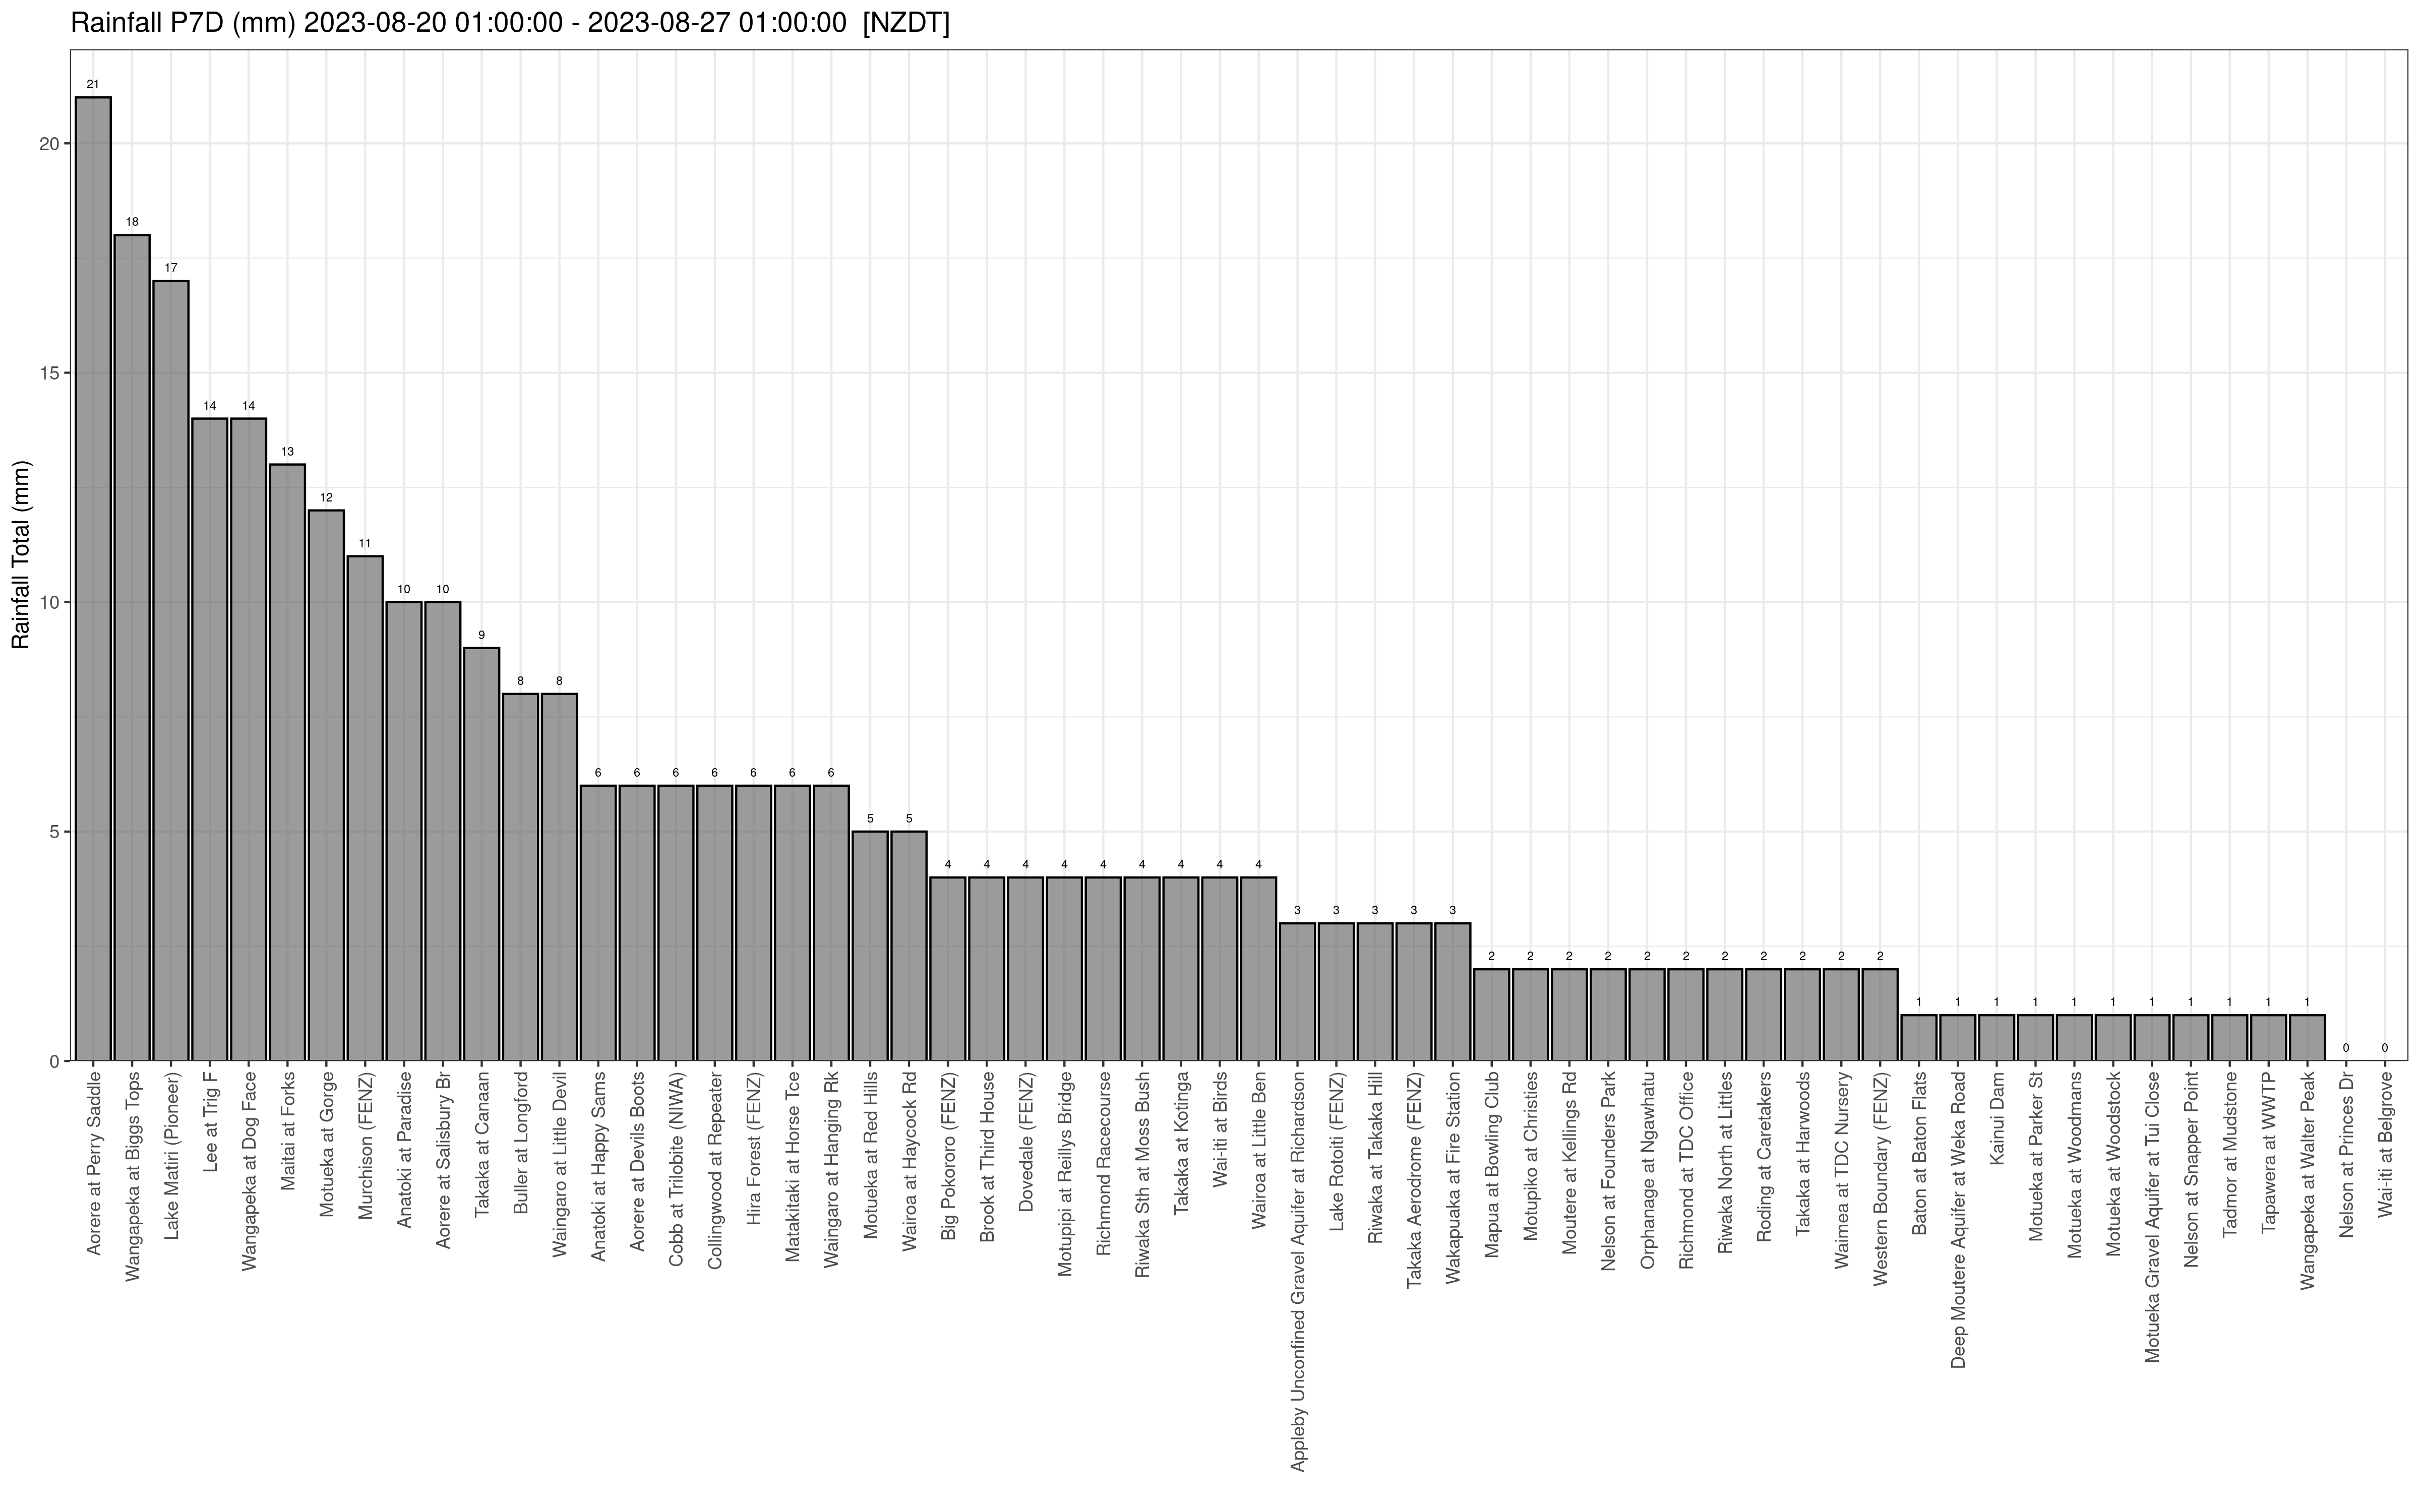 Rainfall P7D (mm) 2023-08-20 01:00:00 - 2023-08-27 01:00:00 [NZDT]
Rainfall Total (mm)
20
15
10
5
0
21
18
17
14
14
13
12
11
10
10
9
8
8
6
6
6
6
6
6
6
5
5
4
4
4
4
4
4
4
4
4
3
3
3
3
3
2
2
2
2
2
2
2
2
2
2
2
1
1
1
1
1
1
1
1
1
1
1
0
0
Aorere at Perry Saddle
Wangapeka at Biggs Tops
Lake Matiri (Pioneer)
Lee at Trig F
Wangapeka at Dog Face
Maitai at Forks
Motueka at Gorge
Murchison (FENZ)
Anatoki at Paradise
Aorere at Salisbury Br
Takaka at Canaan
Buller at Longford
Waingaro at Little Devil
Anatoki at Happy Sams
Aorere at Devils Boots
Cobb at Trilobite (NIWA)
Collingwood at Repeater
Hira Forest (FENZ)
Matakitaki at Horse Tce
Waingaro at Hanging Rk
Motueka at Red Hills
Wairoa at Haycock Rd
Big Pokororo (FENZ)
Brook at Third House
Dovedale (FENZ)
Motupipi at Reillys Bridge
Richmond Racecourse
Riwaka Sth at Moss Bush
Takaka at Kotinga
Wai-iti at Birds
Wairoa at Little Ben
Appleby Unconfined Gravel Aquifer at Richardson
Lake Rotoiti (FENZ)
Riwaka at Takaka Hill
Takaka Aerodrome (FENZ)
Wakapuaka at Fire Station
Mapua at Bowling Club
Motupiko at Christies
Moutere at Kellings Rd
Nelson at Founders Park
Orphanage at Ngawhatu
Richmond at TDC Office
Riwaka North at Littles
Roding at Caretakers
Takaka at Harwoods
Waimea at TDC Nursery
Western Boundary (FENZ)
Baton at Baton Flats
Deep Moutere Aquifer at Weka Road
Kainui Dam
Motueka at Parker St
Motueka at Woodmans
Motueka at Woodstock
Motueka Gravel Aquifer at Tui Close
Nelson at Snapper Point
Tadmor at Mudstone
Tapawera at WWTP
Wangapeka at Walter Peak
Nelson at Princes Dr
Wai-iti at Belgrove